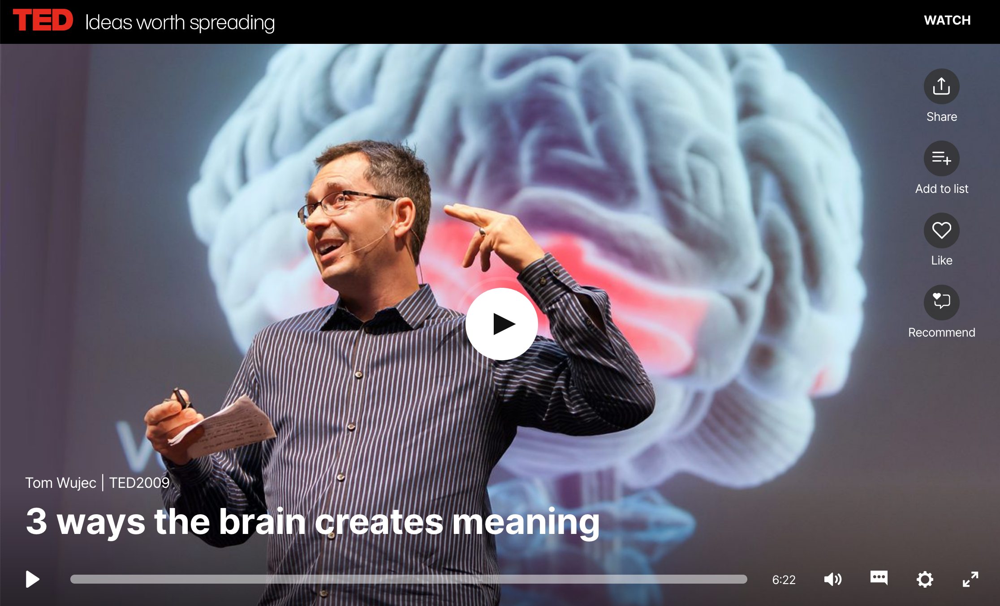 TED Ideas worth spreading
WATCH
Share
Add to list
Like
Recommend
Tom Wujec | TED2009
3 ways the brain creates meaning
6:22